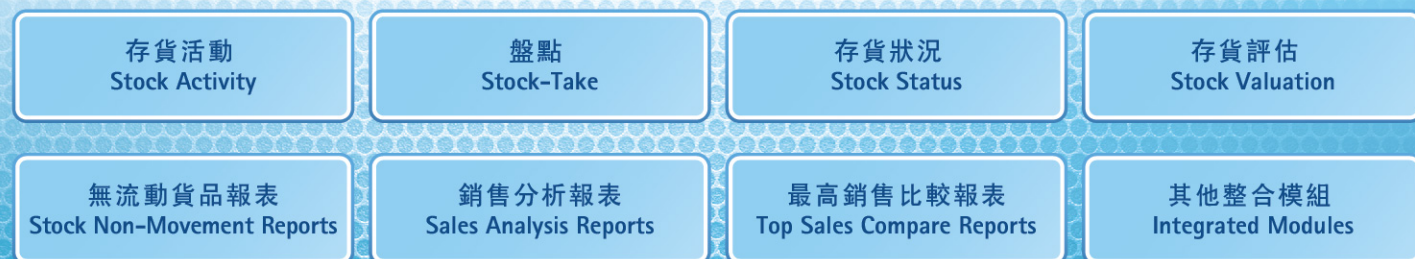 存貨活動
Stock Activity
盤點
Stock-Take
存貨狀況
Stock Status
存貨評估
Stock Valuation
無流動貨品報表
Stock Non-Movement Reports
銷售分析報表
Sales Analysis Reports
最高銷售比較報表
Top Sales Compare Reports
其他整合模組
Integrated Modules